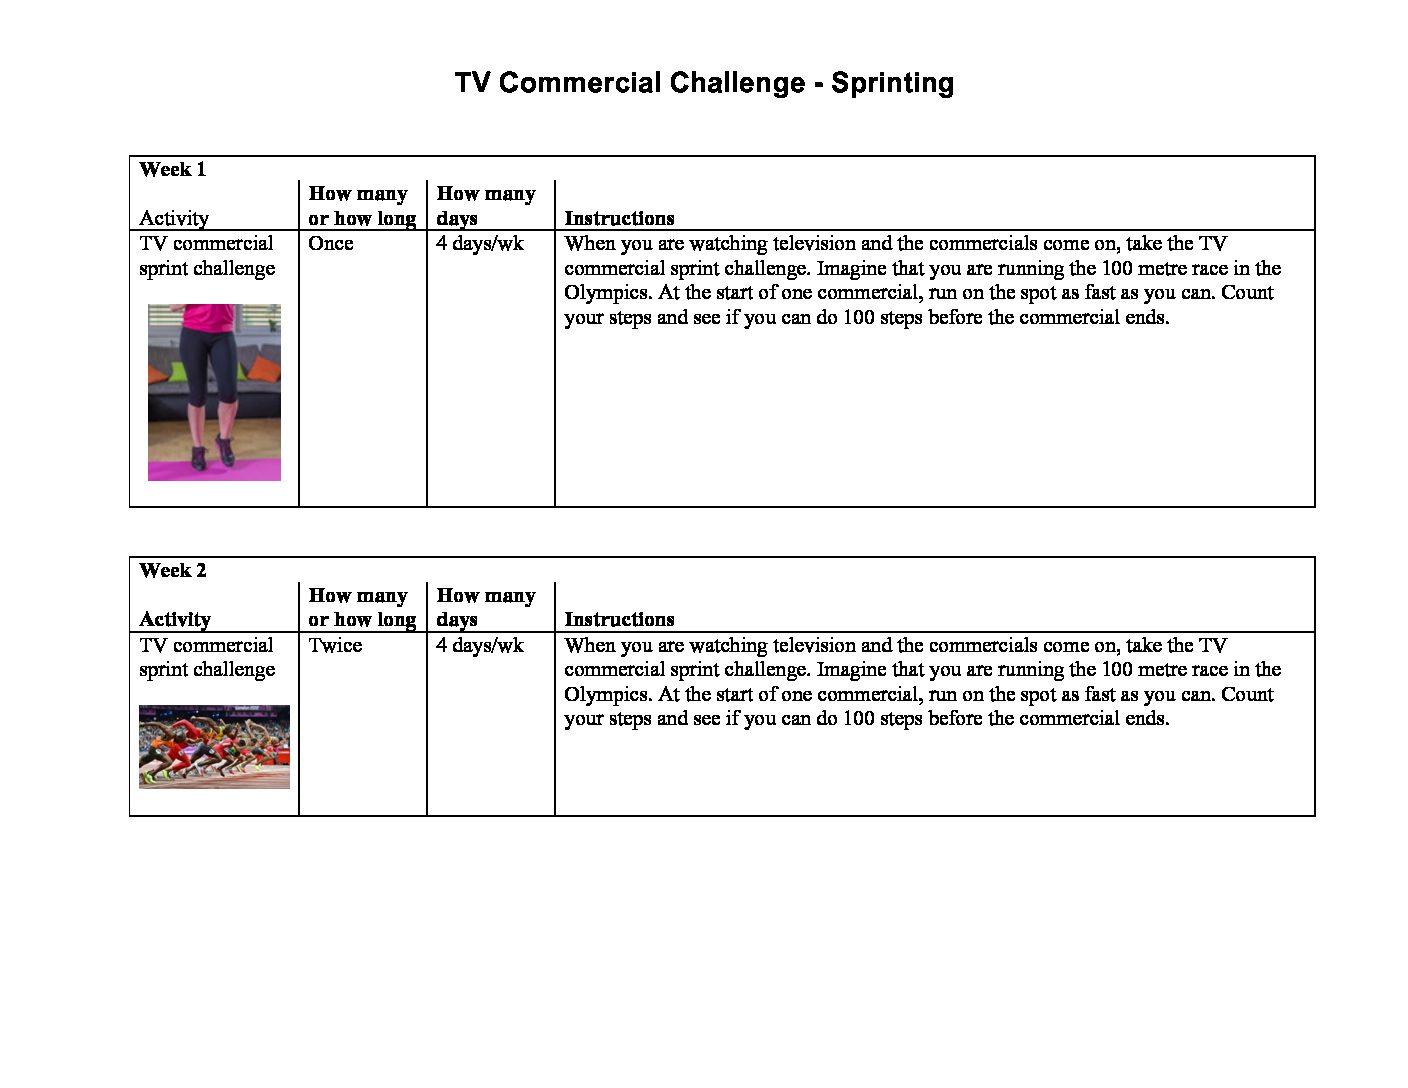 TV Commercial Challenge - Sprinting
Week 1
Activity
How many
or how long
How many
days
Instructions
TV commercial
sprint challenge
Once
4 days/wk
When you are watching television and the commercials come on, take the TV
commercial sprint challenge. Imagine that you are running the 100 metre race in the
Olympics. At the start of one commercial, run on the spot as fast as you can. Count
your steps and see if you can do 100 steps before the commercial ends.
Week 2
Activity
How many
or how long
How many
days
Instructions
TV commercial
sprint challenge
Twice
4 days/wk
When you are watching television and the commercials come on, take the TV
commercial sprint challenge. Imagine that you are running the 100 metre race in the
Olympics. At the start of one commercial, run on the spot as fast as you can. Count
your steps and see if you can do 100 steps before the commercial ends.